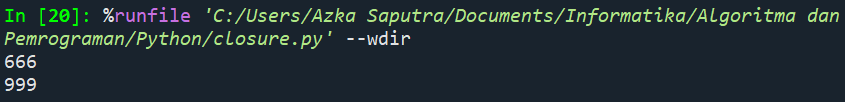 In [20]: %runfile 'C:/Users/Azka Saputra/Documents/Informatika/Algoritma dan
Pemrograman/Python/closure.py' --wdir
666
999